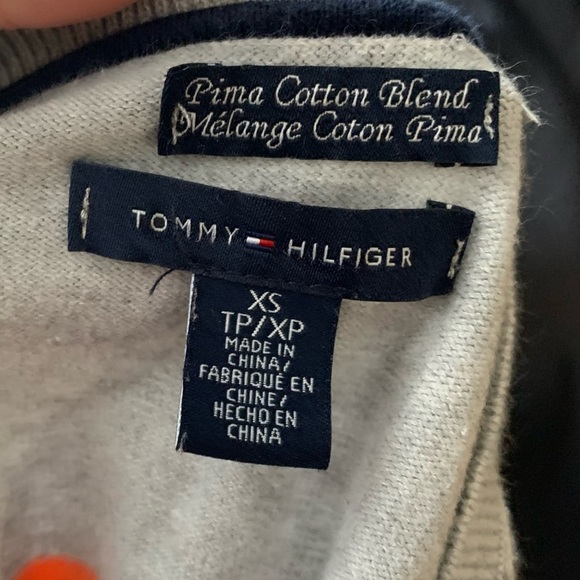 Pima Cotton Blend
Mélange Coton Pima
TOMMY HILFIGER
XS
TP/XP
MADE IN
CHINA/
FABRIQUÉ EN
CHINE/
HECHO EN
CHINA